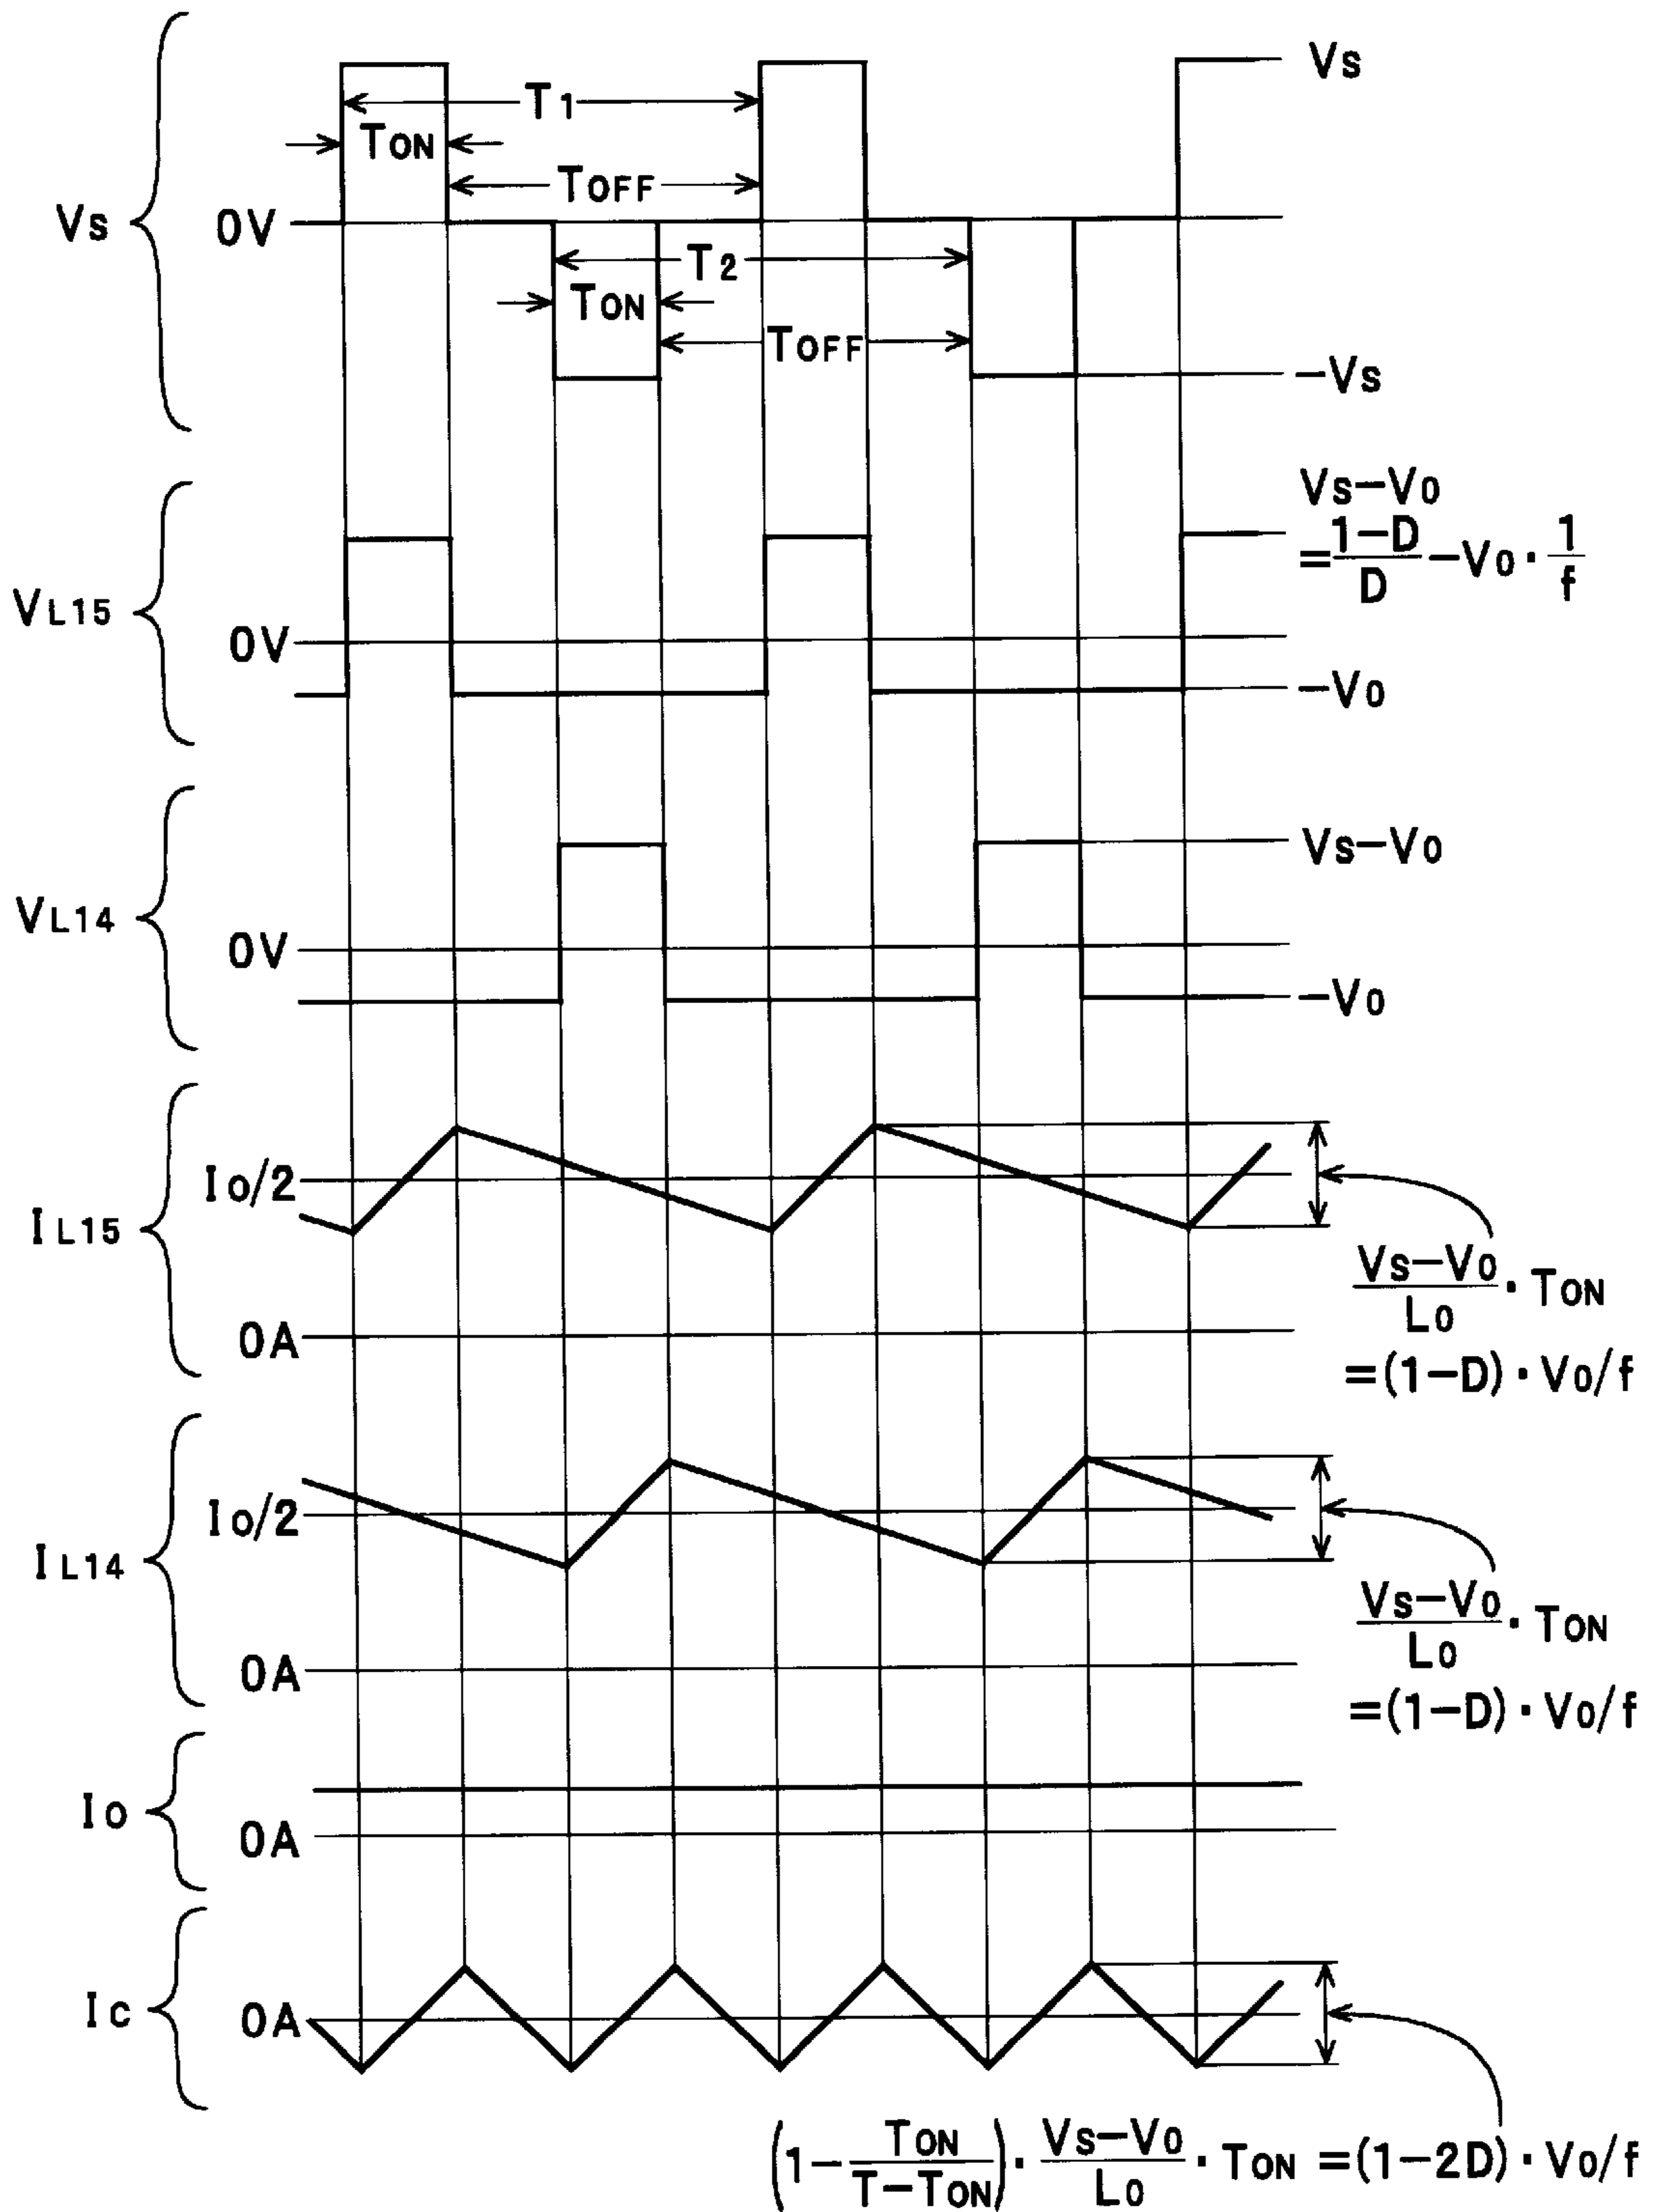 Vs
T1
TON
TOFF
Vs
0V
T2
TON
TOFF
-Vs
Vs-V0
=1-D/D-V0·1/f
VL15
0V
-V0
Vs-V0
VL14
0V
-V0
Io/2
IL15
Vs-V0/L0·TON
0A
=(1-D)·V0/f
Io/2
IL14
Vs-V0/L0·TON
0A
=(1-D)·V0/f
Io
0A
Ic
0A
(1-TON/T-TON)·Vs-V0/L0·TON=(1-2D)·V0/f